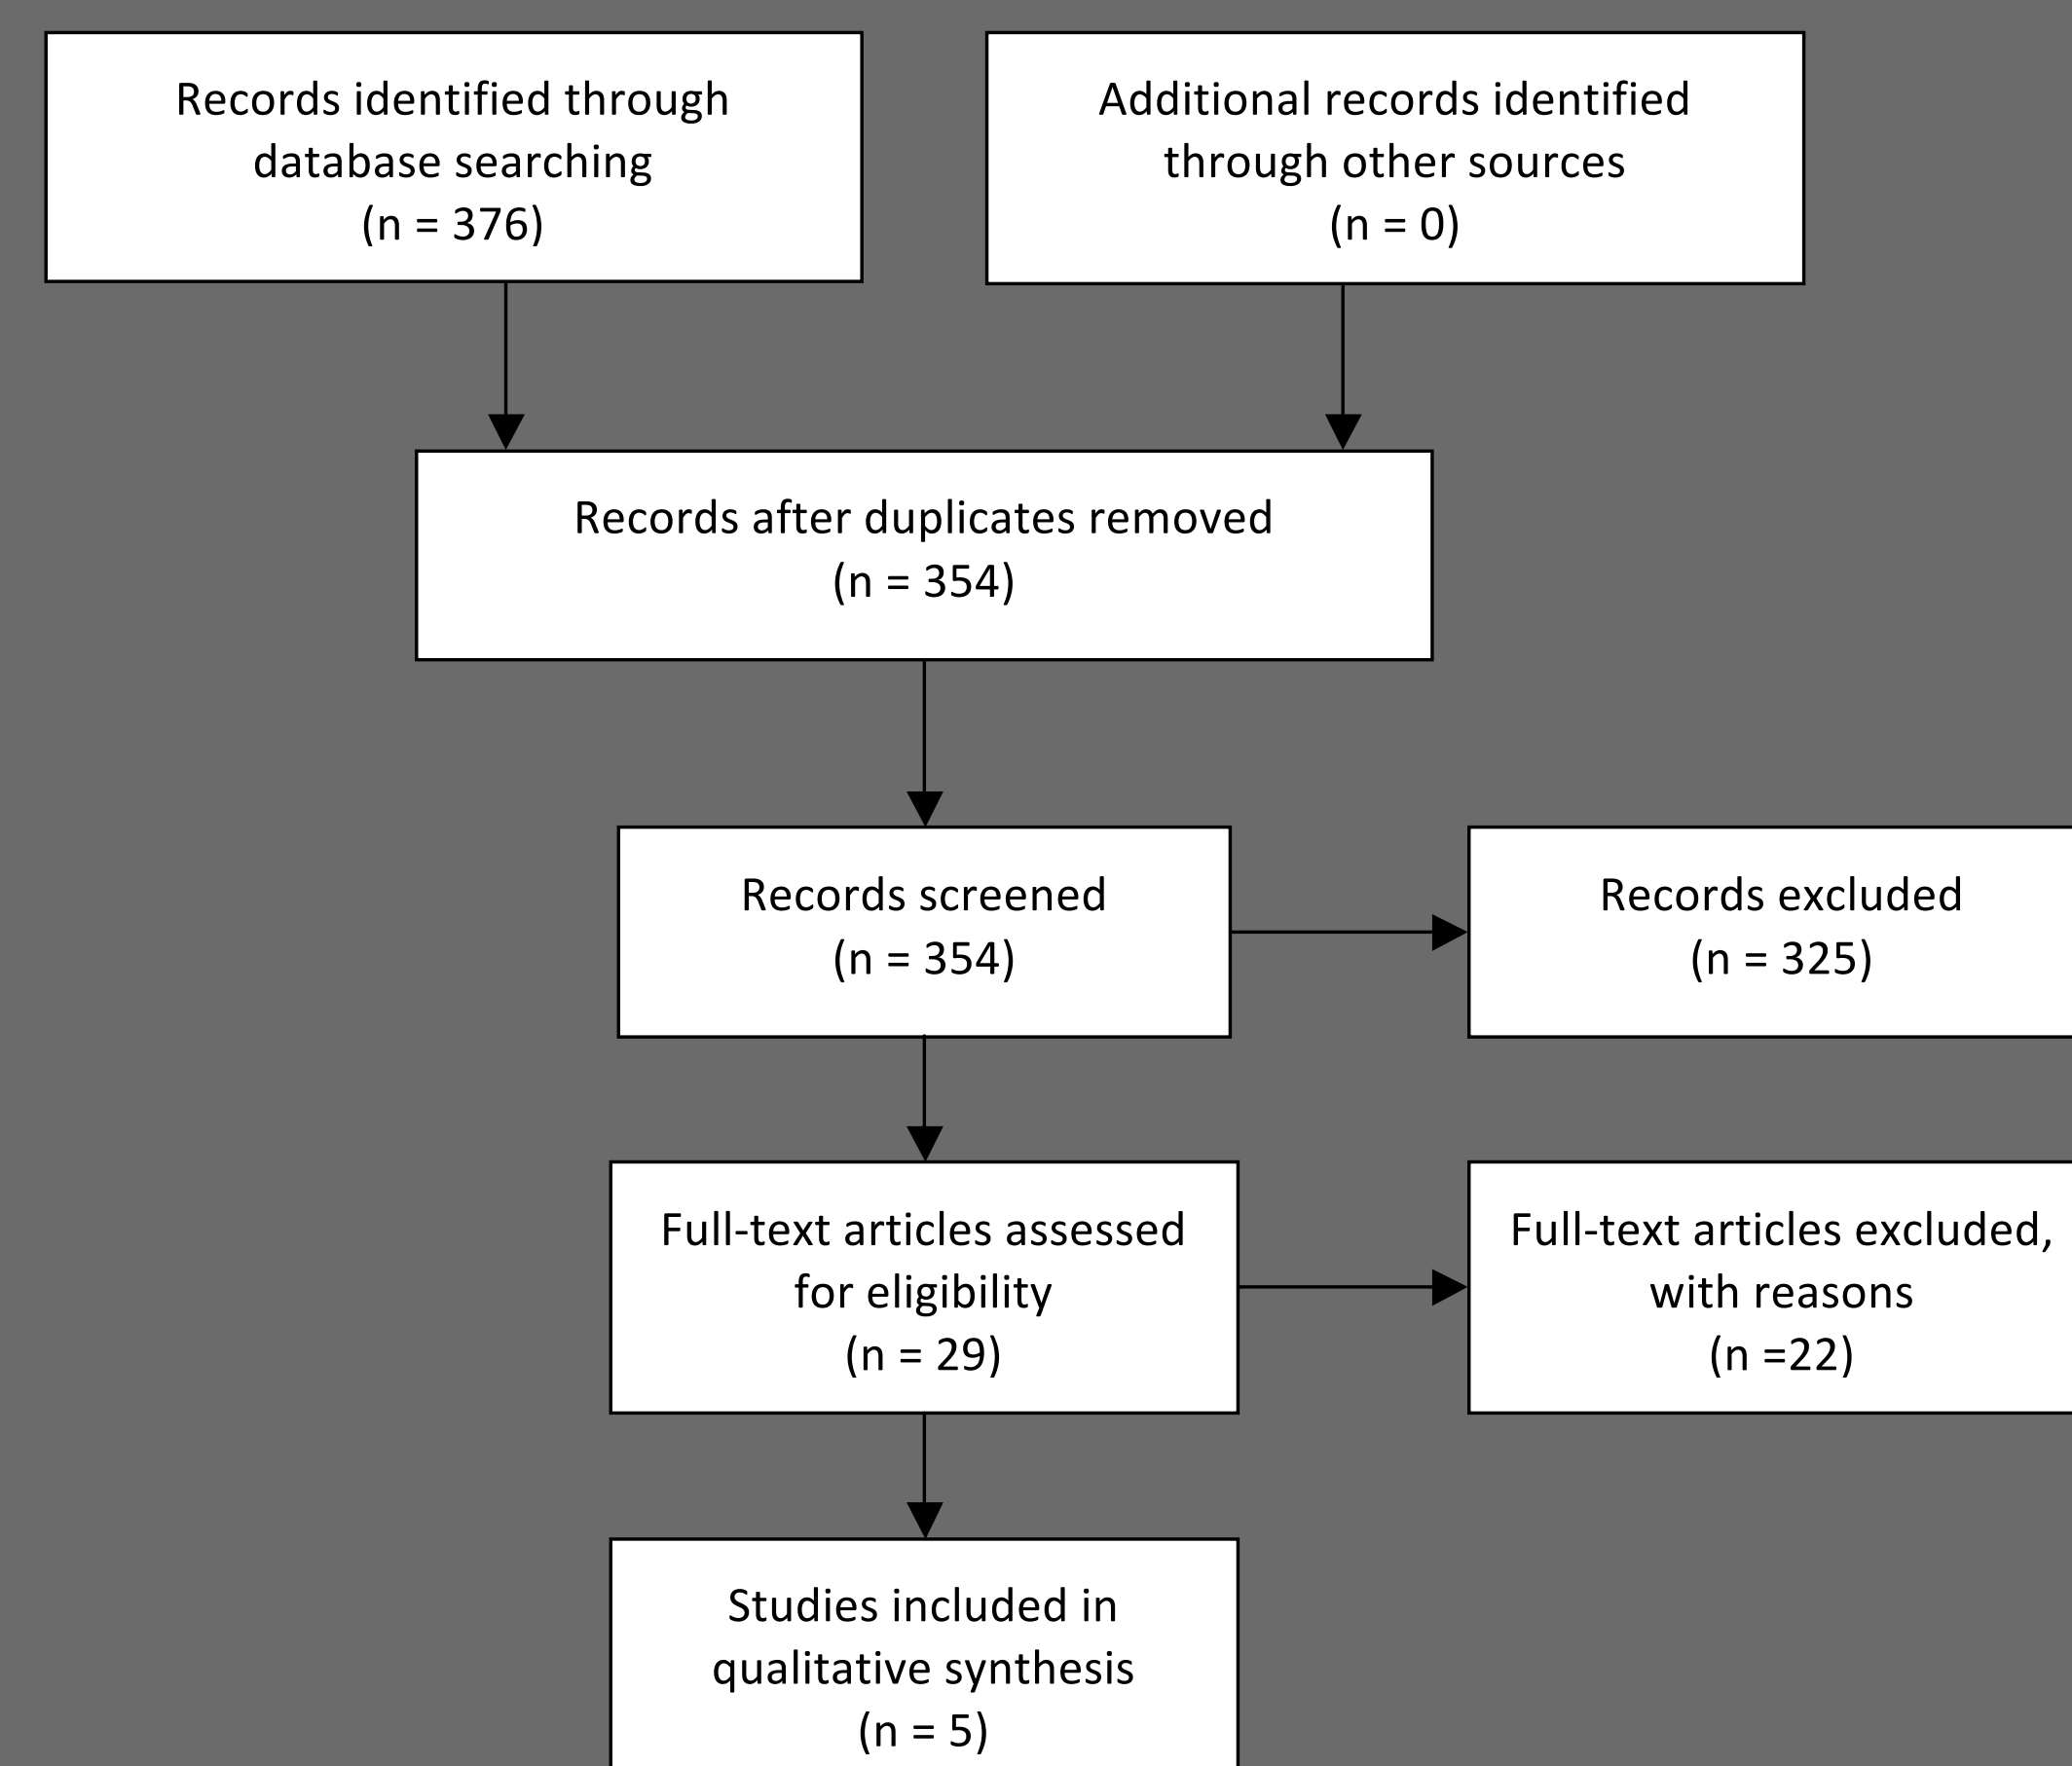 Records identified through
database searching
(n = 376)
Additional records identified
through other sources
(n = 0)
Records after duplicates removed
(n = 354)
Records screened
(n = 354)
Records excluded
(n = 325)
Full-text articles assessed
for eligibility
(n = 29)
Full-text articles excluded,
with reasons
(n =22)
Studies included in
qualitative synthesis
(n = 5)